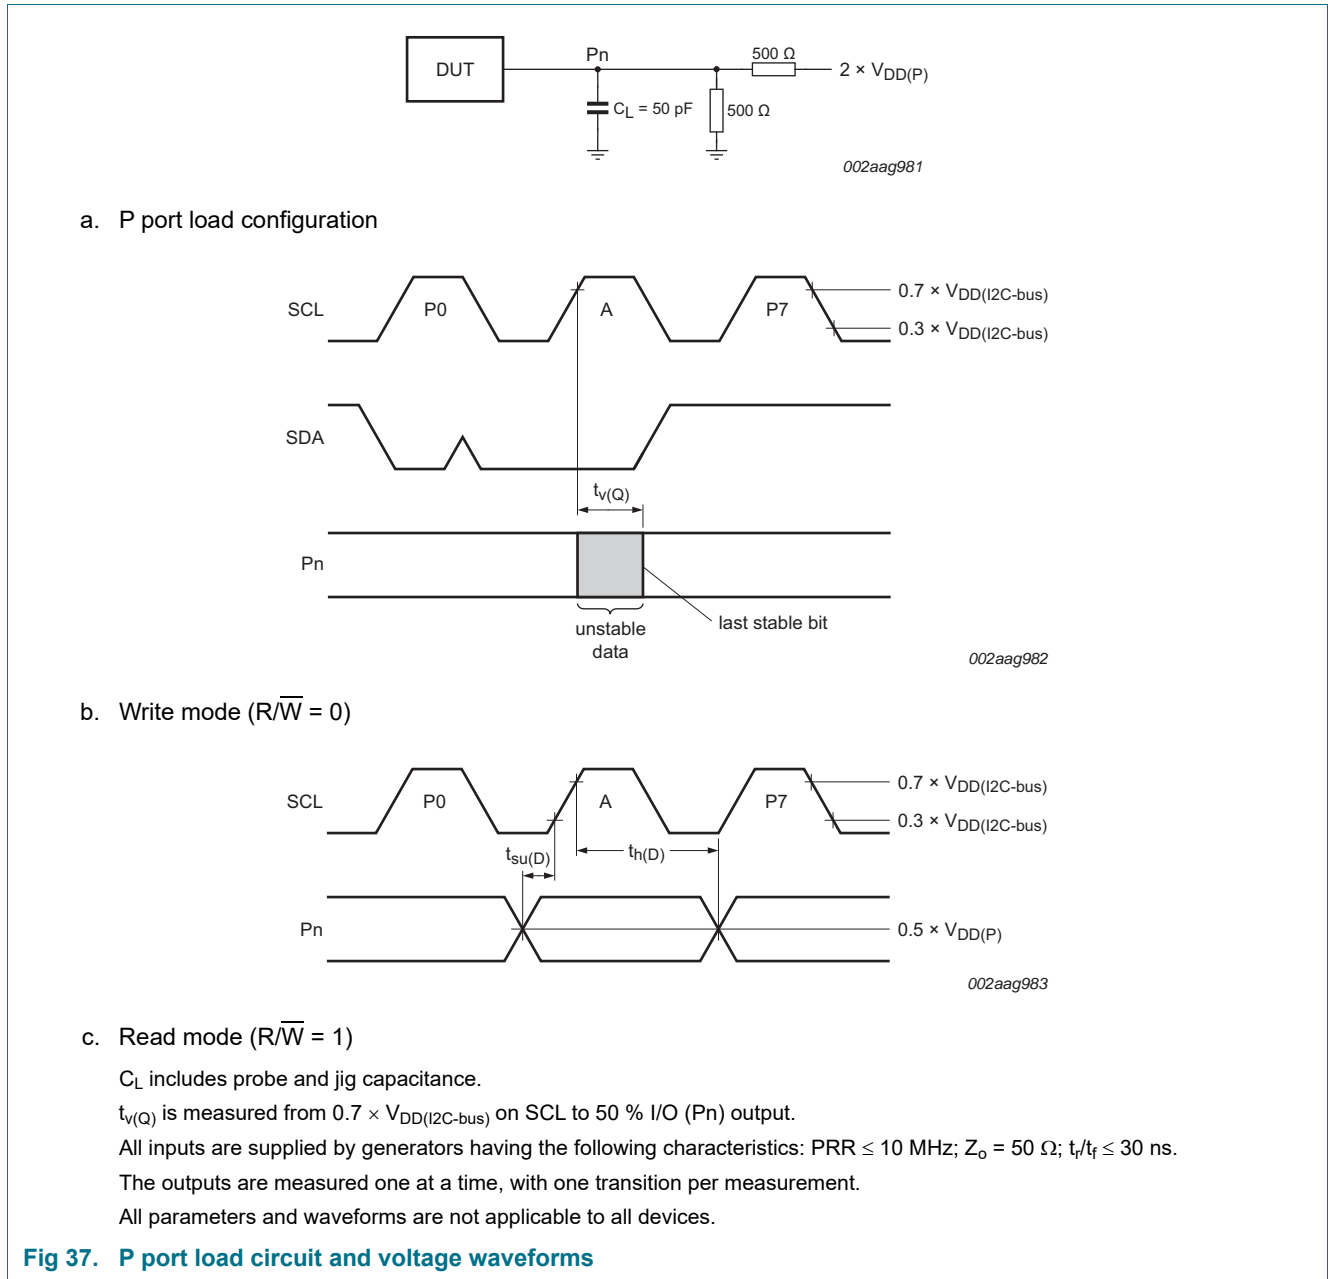 DUT
Pn
500 Ω
2 × VDD(P)
CL = 50 pF
500 Ω
002aag981
a. P port load configuration
SCL
P0
A
P7
0.7 × VDD(I2C-bus)
0.3 × VDD(I2C-bus)
SDA
tv(Q)
Pn
unstable
data
last stable bit
002aag982
b. Write mode (R/W̅ = 0)
SCL
P0
A
P7
0.7 × VDD(I2C-bus)
0.3 × VDD(I2C-bus)
tsu(D)
th(D)
Pn
0.5 × VDD(P)
002aag983
c. Read mode (R/W̅ = 1)
CL includes probe and jig capacitance.
tv(Q) is measured from 0.7 × VDD(I2C-bus) on SCL to 50 % I/O (Pn) output.
All inputs are supplied by generators having the following characteristics: PRR ≤ 10 MHz; Zo = 50 Ω; tr/tf ≤ 30 ns.
The outputs are measured one at a time, with one transition per measurement.
All parameters and waveforms are not applicable to all devices.
Fig 37. P port load circuit and voltage waveforms